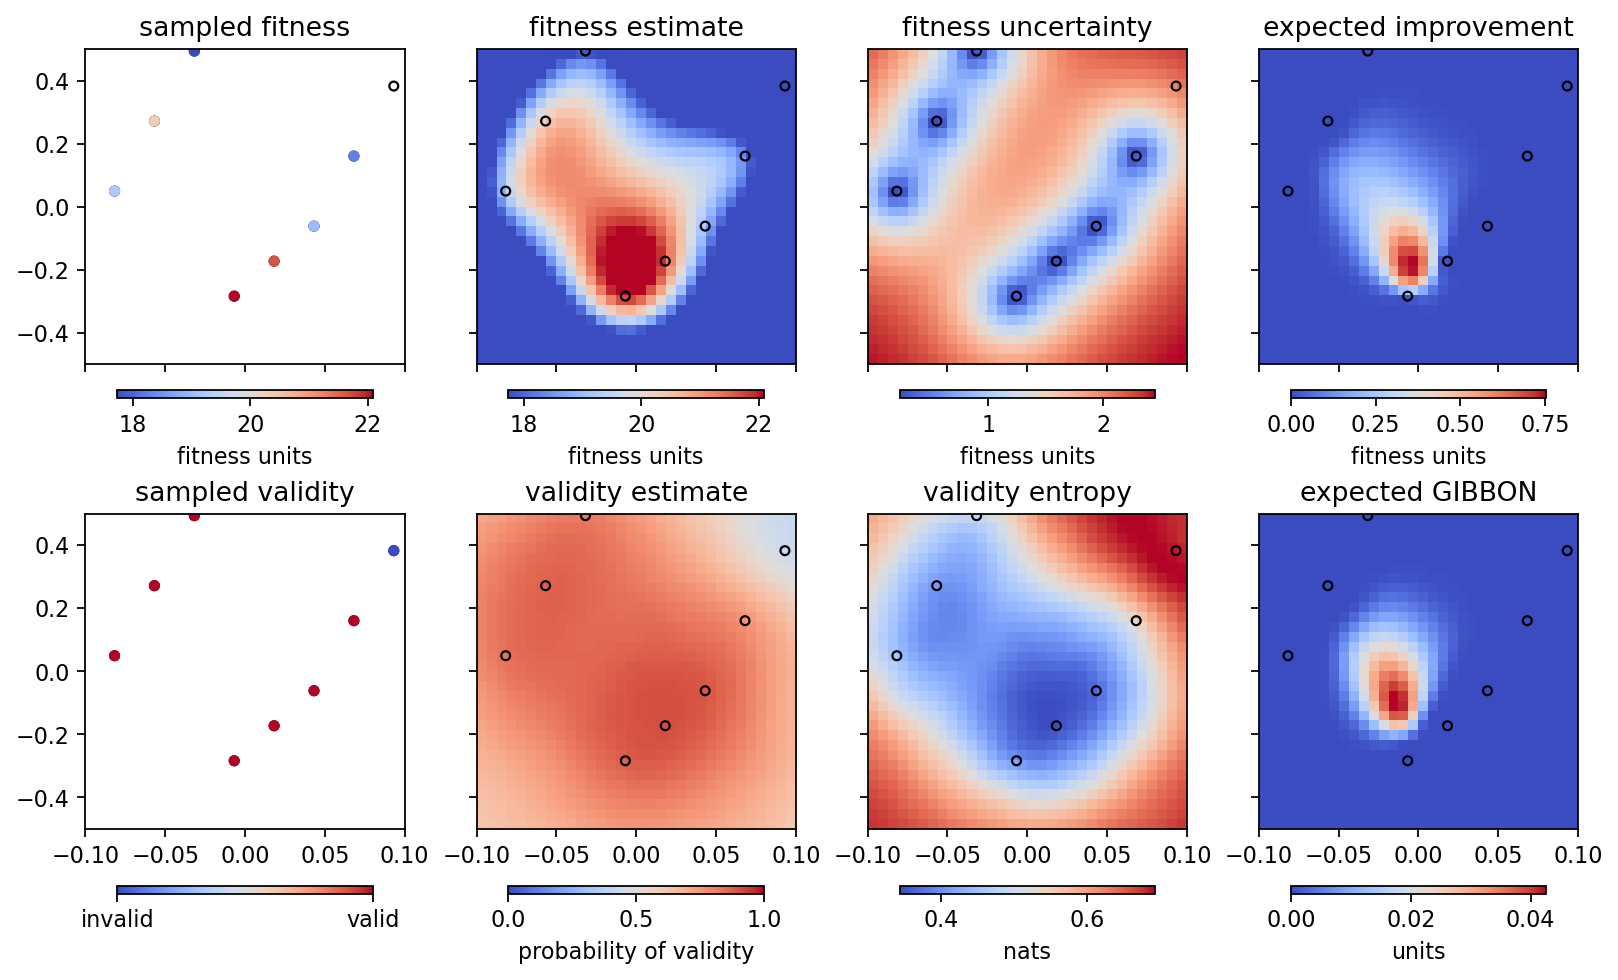 sampled fitness
fitness estimate
fitness uncertainty
expected improvement
0.4
0.2
0.0
−0.2
−0.4
18 20 22
fitness units
18 20 22
fitness units
1 2
fitness units
0.00 0.25 0.50 0.75
fitness units
sampled validity
validity estimate
validity entropy
expected GIBBON
0.4
0.2
0.0
−0.2
−0.4
−0.10 −0.05 0.00 0.05 0.10
−0.10 −0.05 0.00 0.05 0.10
−0.10 −0.05 0.00 0.05 0.10
−0.10 −0.05 0.00 0.05 0.10
invalid valid
0.0 0.5 1.0
probability of validity
0.4 0.6
nats
0.00 0.02 0.04
units